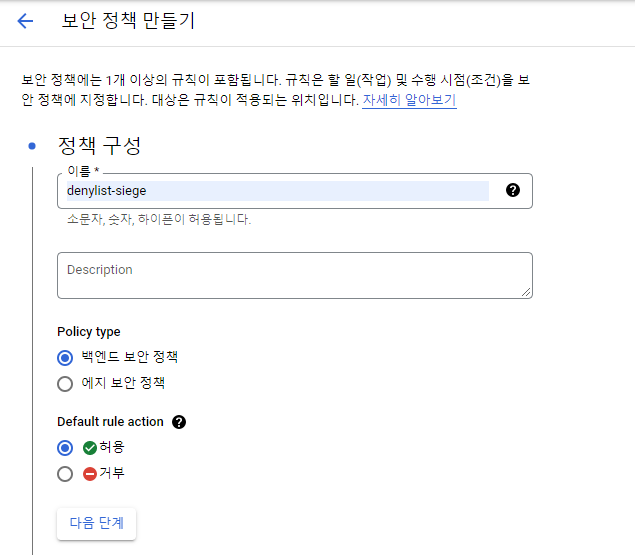 보안 정책 만들기
보안 정책에는 1개 이상의 규칙이 포함됩니다. 규칙은 할 일(작업) 및 수행 시점(조건)을 보
안 정책에 지정합니다. 대상은 규칙이 적용되는 위치입니다. 자세히 알아보기
정책 구성
이름 *
denylist-siege
소문자, 숫자, 하이픈이 허용됩니다.
Description
Policy type
백엔드 보안 정책
에지 보안 정책
Default rule action
허용
거부
다음 단계